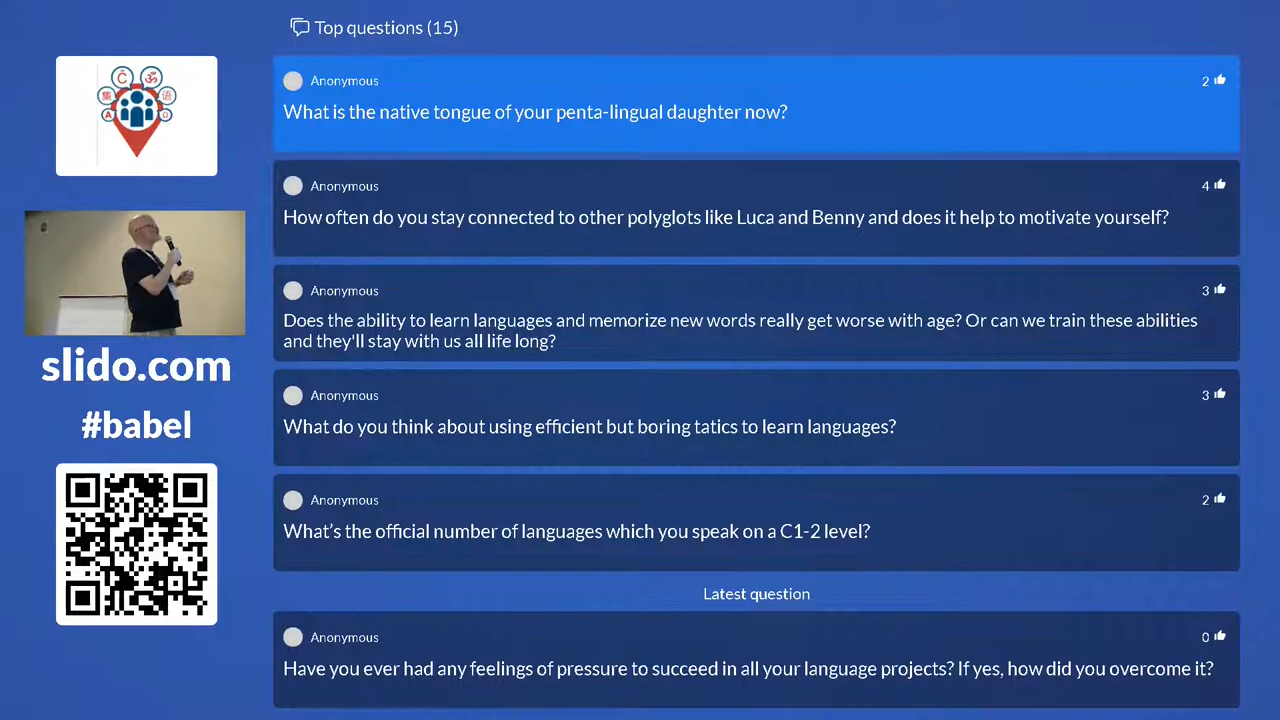 Top questions (15)
Anonymous
2
What is the native tongue of your penta-lingual daughter now?
Anonymous
4
How often do you stay connected to other polyglots like Luca and Benny and does it help to motivate yourself?
Anonymous
3
Does the ability to learn languages and memorize new words really get worse with age? Or can we train these abilities
and they'll stay with us all life long?
Anonymous
3
What do you think about using efficient but boring tatics to learn languages?
Anonymous
2
What's the official number of languages which you speak on a C1-2 level?
Latest question
Anonymous
0
Have you ever had any feelings of pressure to succeed in all your language projects? If yes, how did you overcome it?
Ĉ
ॐ
集
语
A
Ω
slido.com
#babel